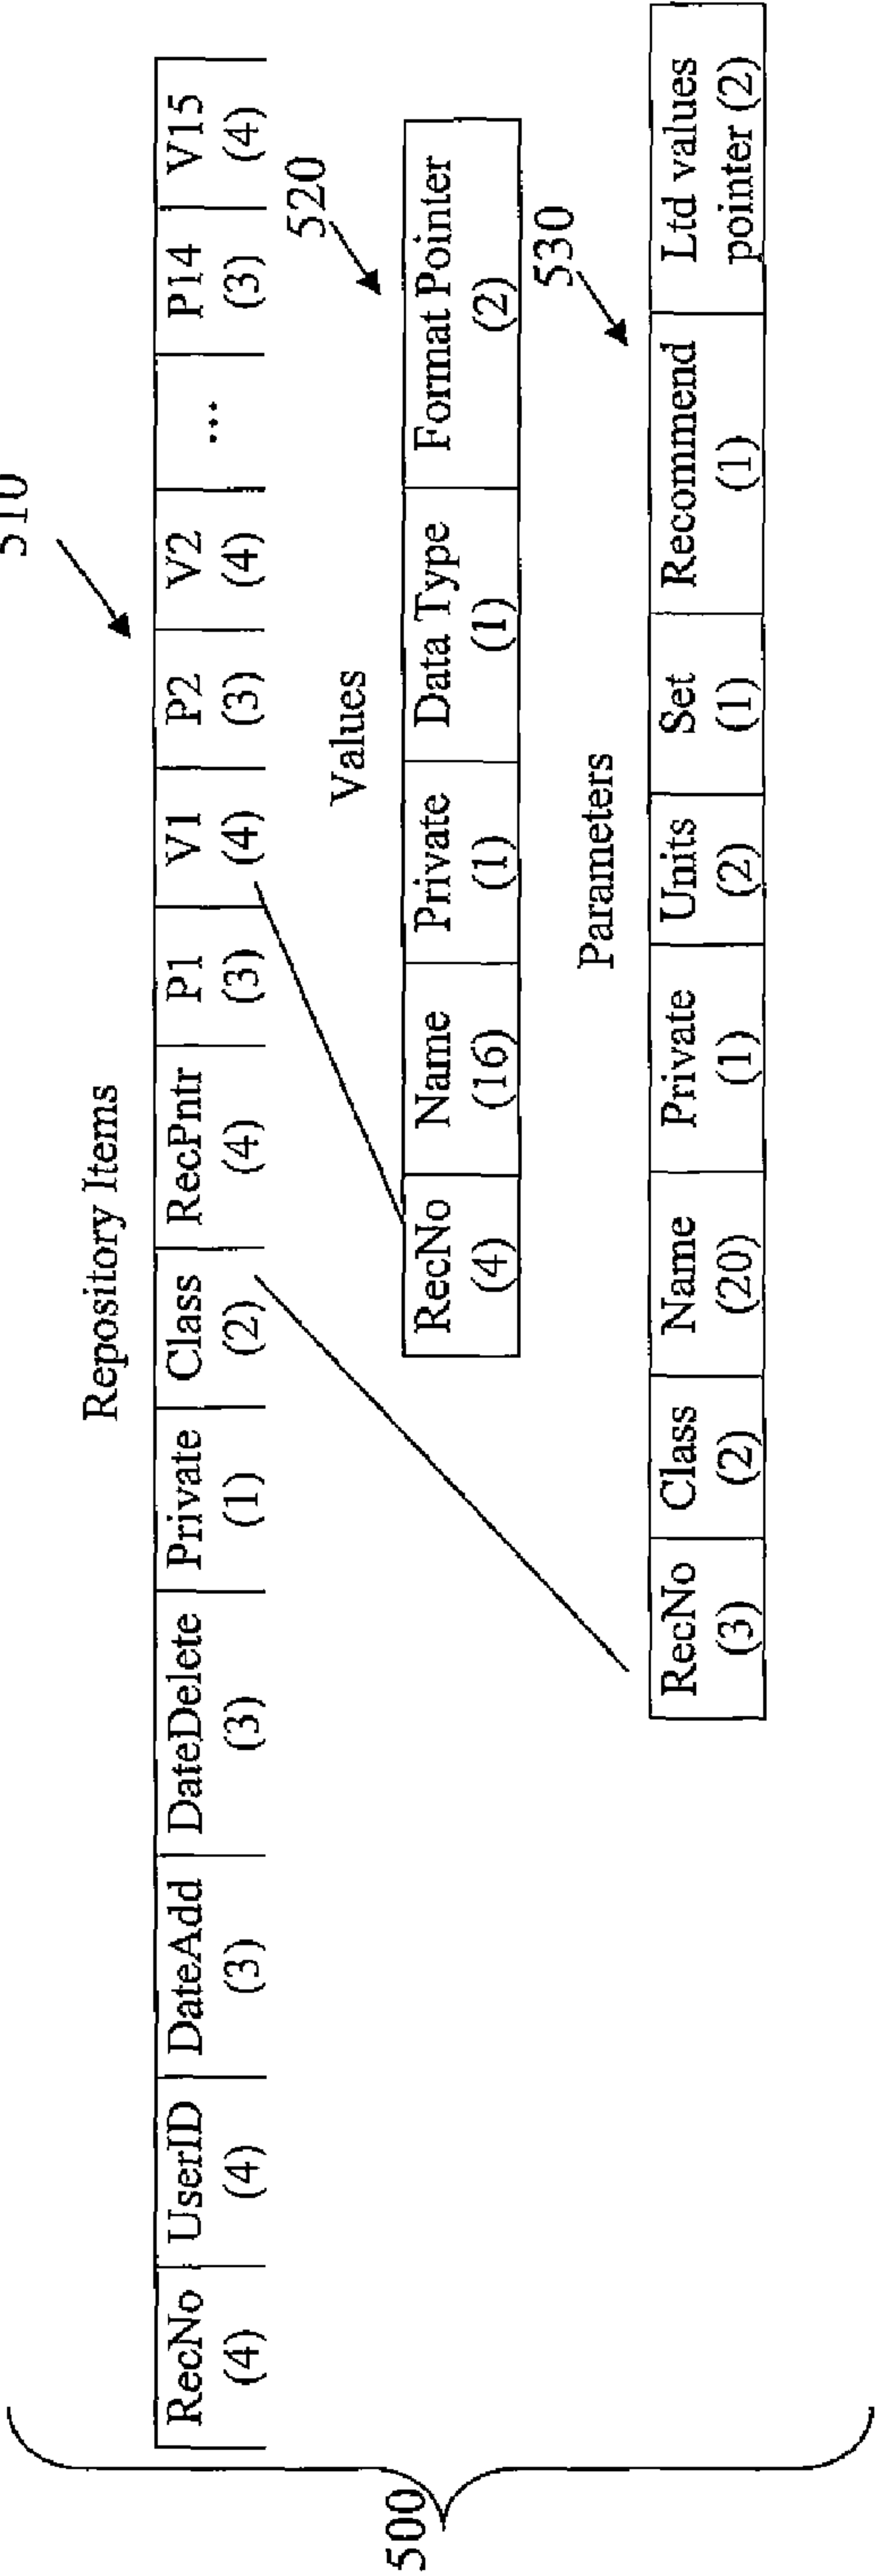 500
510
Repository Items
RecNo UserID DateAdd DateDelete Private Class RecPntr P1 V1 P2 V2 ... P14 V15
(4) (4) (3) (3) (1) (2) (4) (3) (4) (3) (4) (3) (4)
Values
520
RecNo Name Private Data Type Format Pointer
(4) (16) (1) (1) (2)
Parameters
530
RecNo Class Name Private Units Set Recommend Ltd values
(3) (2) (20) (1) (2) (1) (1) pointer (2)